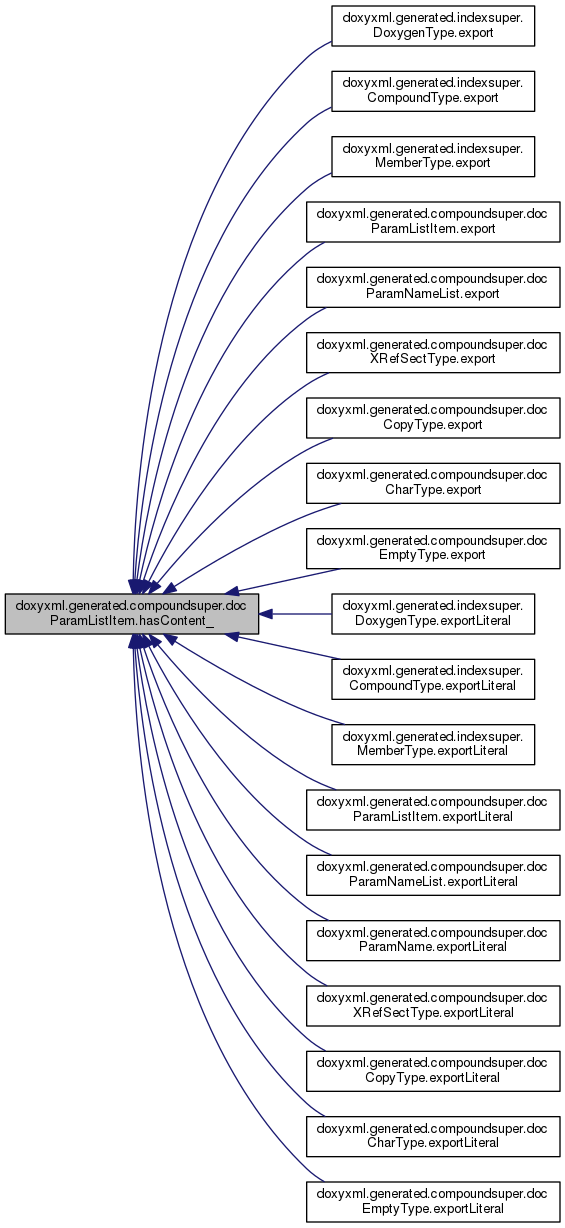 doxyxml.generated.indexsuper.
DoxygenType.export
doxyxml.generated.indexsuper.
CompoundType.export
doxyxml.generated.indexsuper.
MemberType.export
doxyxml.generated.compoundsuper.doc
ParamListItem.export
doxyxml.generated.compoundsuper.doc
ParamNameList.export
doxyxml.generated.compoundsuper.doc
XRefSectType.export
doxyxml.generated.compoundsuper.doc
CopyType.export
doxyxml.generated.compoundsuper.doc
CharType.export
doxyxml.generated.compoundsuper.doc
EmptyType.export
doxyxml.generated.compoundsuper.doc
ParamListItem.hasContent_
doxyxml.generated.indexsuper.
DoxygenType.exportLiteral
doxyxml.generated.indexsuper.
CompoundType.exportLiteral
doxyxml.generated.indexsuper.
MemberType.exportLiteral
doxyxml.generated.compoundsuper.doc
ParamListItem.exportLiteral
doxyxml.generated.compoundsuper.doc
ParamNameList.exportLiteral
doxyxml.generated.compoundsuper.doc
ParamName.exportLiteral
doxyxml.generated.compoundsuper.doc
XRefSectType.exportLiteral
doxyxml.generated.compoundsuper.doc
CopyType.exportLiteral
doxyxml.generated.compoundsuper.doc
CharType.exportLiteral
doxyxml.generated.compoundsuper.doc
EmptyType.exportLiteral